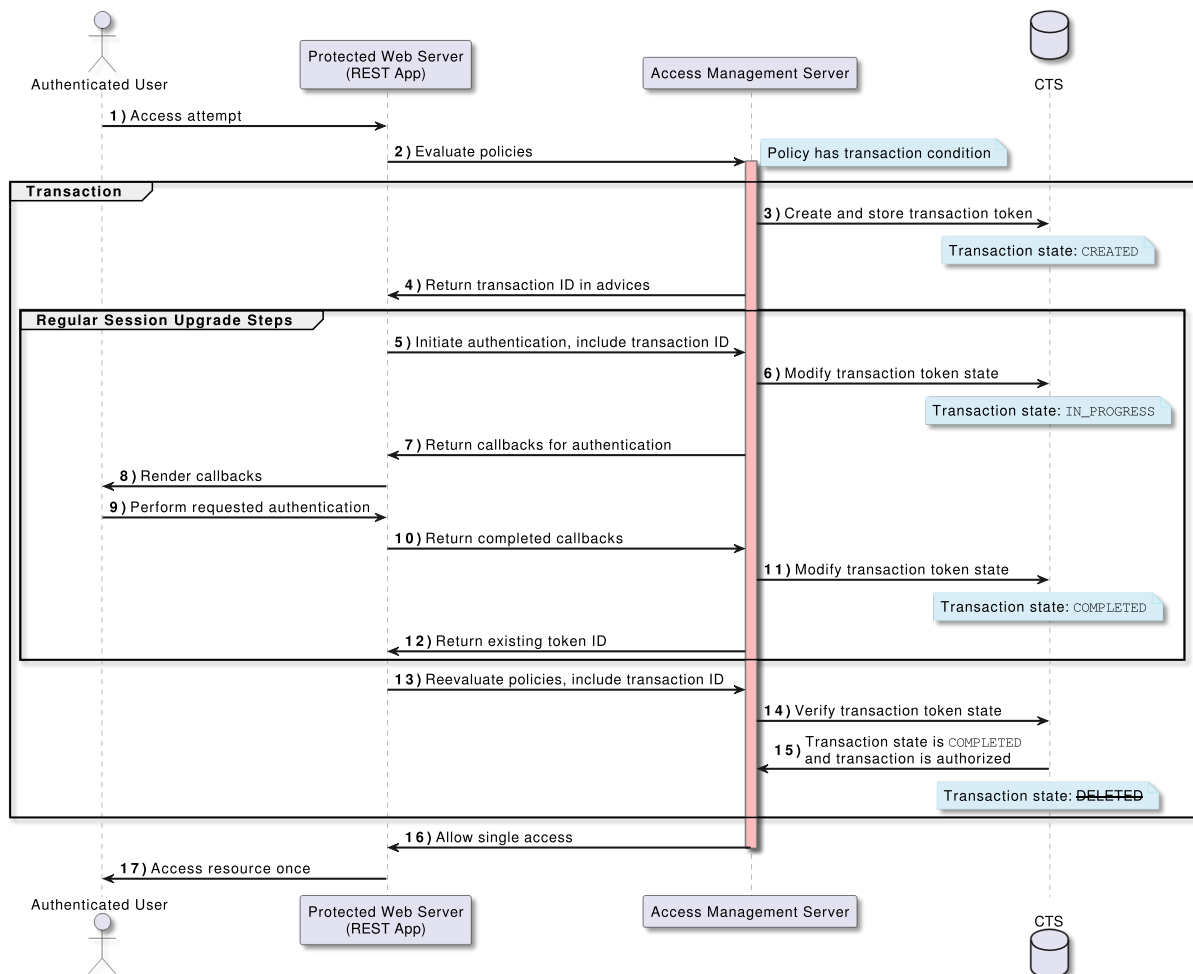 Authenticated User
Protected Web Server
(REST App)
Access Management Server
CTS
1) Access attempt
2) Evaluate policies
Policy has transaction condition
Transaction
3) Create and store transaction token
Transaction state: CREATED
4) Return transaction ID in advices
Regular Session Upgrade Steps
5) Initiate authentication, include transaction ID
6) Modify transaction token state
Transaction state: IN_PROGRESS
7) Return callbacks for authentication
8) Render callbacks
9) Perform requested authentication
10) Return completed callbacks
11) Modify transaction token state
Transaction state: COMPLETED
12) Return existing token ID
13) Reevaluate policies, include transaction ID
14) Verify transaction token state
15) Transaction state is COMPLETED
and transaction is authorized
Transaction state: DELETED
16) Allow single access
17) Access resource once
Authenticated User
Protected Web Server
(REST App)
Access Management Server
CTS